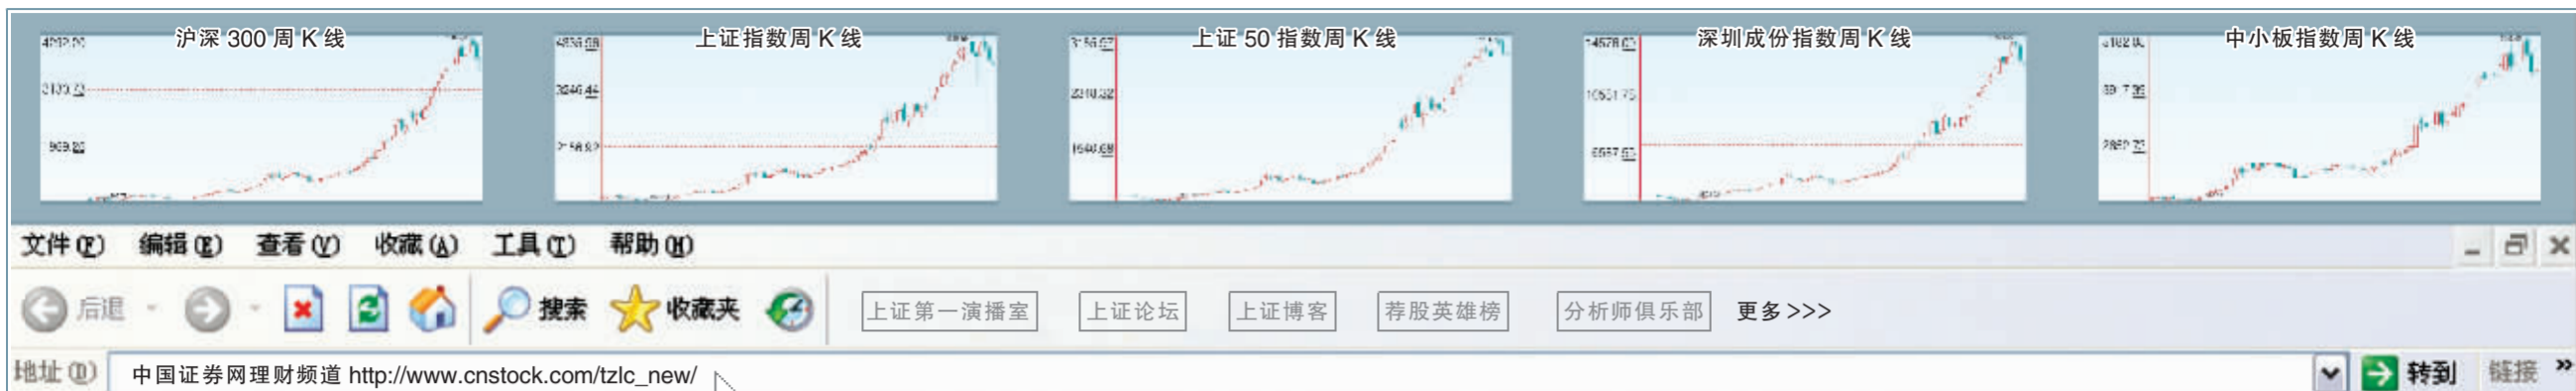 沪深 300 周 K 线
上证指数周 K 线
上证 50 指数周 K 线
深圳成份指数周 K 线
中小板指数周 K 线
3246.44
文件(F) 编辑(E) 查看(V) 收藏(A) 工具(T) 帮助(H)
后退 搜索 收藏夹 上证第一演播室 上证论坛 上证博客 荐股英雄榜 分析师俱乐部 更多>>>
地址(D) 中国证券网理财频道 http://www.cnstock.com/tzlc_new/ 转到 链接 »